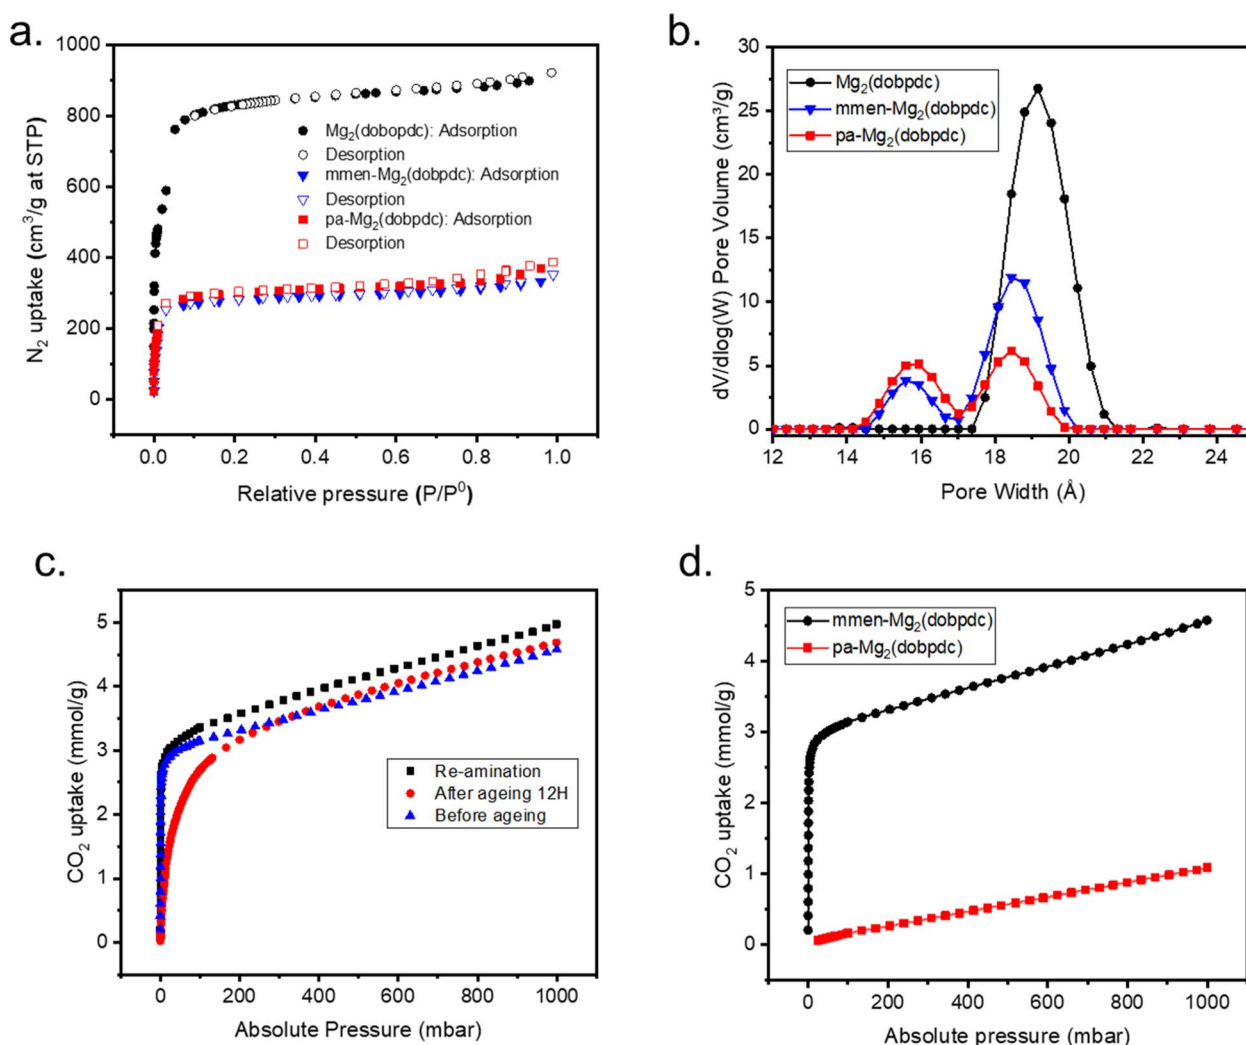 a.
1000
800
600
400
200
0
N₂ uptake (cm³/g at STP)
Mg₂(dobopdc): Adsorption
Desorption
mmen-Mg₂(dobpdc): Adsorption
Desorption
pa-Mg₂(dobpdc): Adsorption
Desorption
0.0 0.2 0.4 0.6 0.8 1.0
Relative pressure (P/P⁰)
b.
30
25
20
15
10
5
0
dV/dlog(W) Pore Volume (cm³/g)
Mg₂(dobpdc)
mmen-Mg₂(dobpdc)
pa-Mg₂(dobpdc)
12 14 16 18 20 22 24
Pore Width (Å)
c.
5
4
3
2
1
0
CO₂ uptake (mmol/g)
Re-amination
After ageing 12H
Before ageing
0 200 400 600 800 1000
Absolute Pressure (mbar)
d.
5
4
3
2
1
0
CO₂ uptake (mmol/g)
mmen-Mg₂(dobpdc)
pa-Mg₂(dobpdc)
0 200 400 600 800 1000
Absolute pressure (mbar)